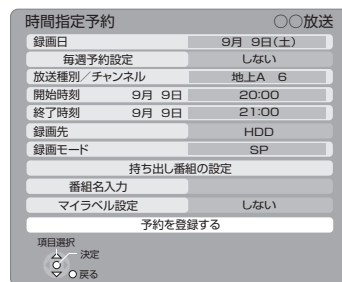 時間指定予約 ○○放送
録画日 9月 9日(土)
毎週予約設定 しない
放送種別／チャンネル 地上A 6
開始時刻 9月 9日 20:00
終了時刻 9月 9日 21:00
録画先 HDD
録画モード SP
持ち出し番組の設定
番組名入力
マイラベル設定 しない
予約を登録する
項目選択
決定
戻る